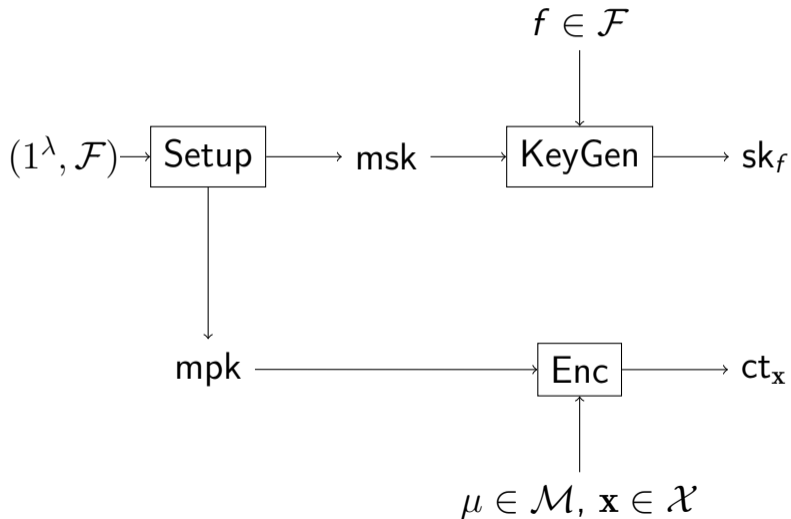 f ∈ ℱ
(1^λ, ℱ) Setup msk KeyGen sk_f
mpk Enc ct_𝐱
μ ∈ ℳ, 𝐱 ∈ 𝒳